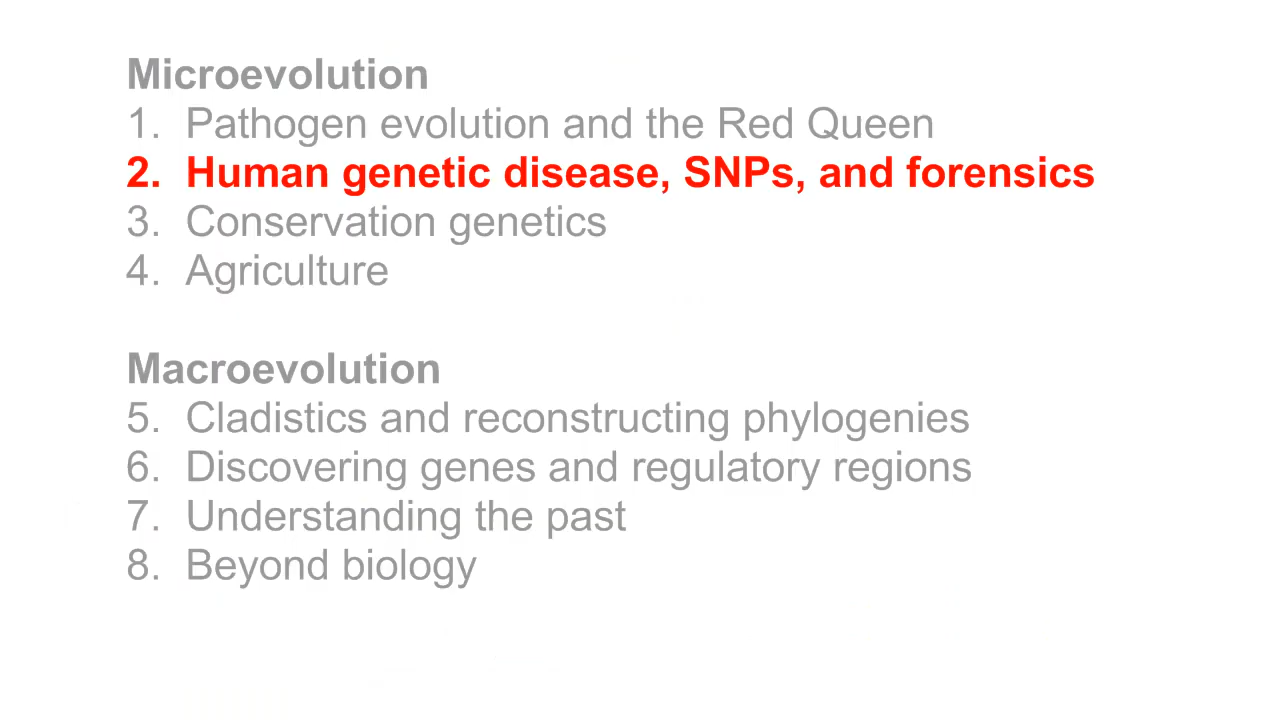 Microevolution
1. Pathogen evolution and the Red Queen
2. Human genetic disease, SNPs, and forensics
3. Conservation genetics
4. Agriculture
Macroevolution
5. Cladistics and reconstructing phylogenies
6. Discovering genes and regulatory regions
7. Understanding the past
8. Beyond biology